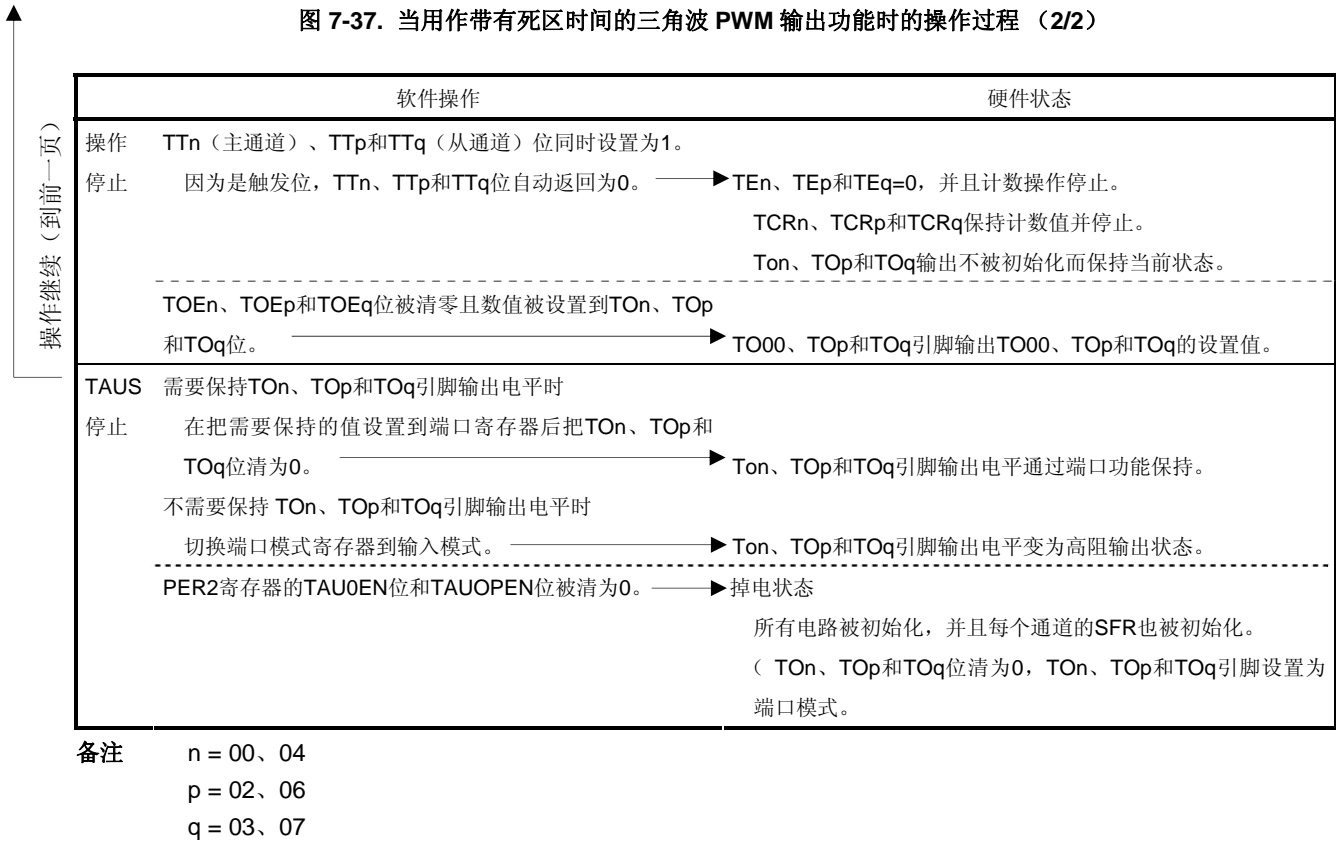 图 7-37. 当用作带有死区时间的三角波 PWM 输出功能时的操作过程 （2/2）
操作继续（到前一页）
软件操作
硬件状态
操作
停止
TTn（主通道）、TTp和TTq（从通道）位同时设置为1。
因为是触发位，TTn、TTp和TTq位自动返回为0。
TEn、TEp和TEq=0，并且计数操作停止。
TCRn、TCRp和TCRq保持计数值并停止。
Ton、TOp和TOq输出不被初始化而保持当前状态。
TOEn、TOEp和TOEq位被清零且数值被设置到TOn、TOp
和TOq位。
TO00、TOp和TOq引脚输出TO00、TOp和TOq的设置值。
TAUS
停止
需要保持TOn、TOp和TOq引脚输出电平时
在把需要保持的值设置到端口寄存器后把TOn、TOp和
TOq位清为0。
Ton、TOp和TOq引脚输出电平通过端口功能保持。
不需要保持 TOn、TOp和TOq引脚输出电平时
切换端口模式寄存器到输入模式。
Ton、TOp和TOq引脚输出电平变为高阻输出状态。
PER2寄存器的TAU0EN位和TAUOPEN位被清为0。
掉电状态
所有电路被初始化，并且每个通道的SFR也被初始化。
（ TOn、TOp和TOq位清为0，TOn、TOp和TOq引脚设置为
端口模式。
备注 n = 00、04
p = 02、06
q = 03、07